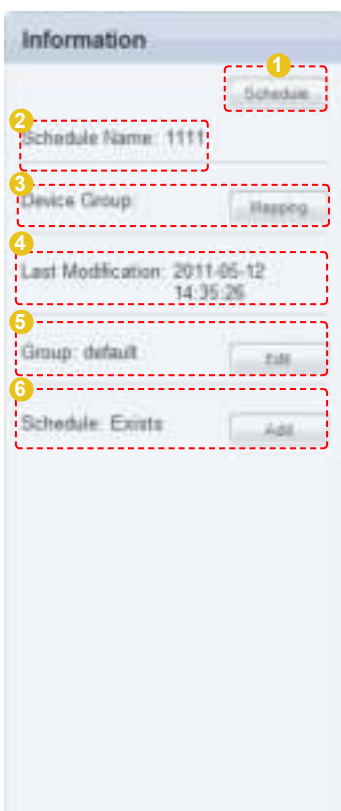 Information
1
Schedule
2
Schedule Name: 1111
3
Device Group:
Mapping
4
Last Modification: 2011-05-12
14:35:26
5
Group: default
Edit
6
Schedule: Exists
Add